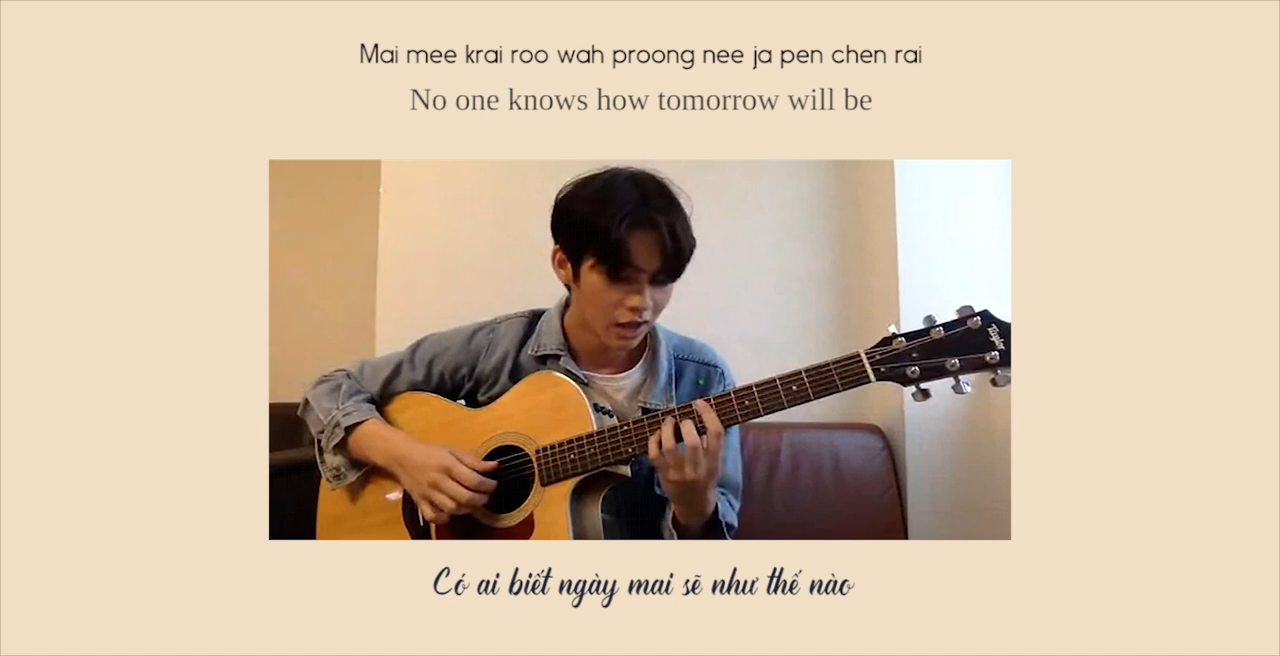 Mai mee krai roo wah proong nee ja pen chen rai
No one knows how tomorrow will be
Taylor
Có ai biết ngày mai sẽ như thế nào